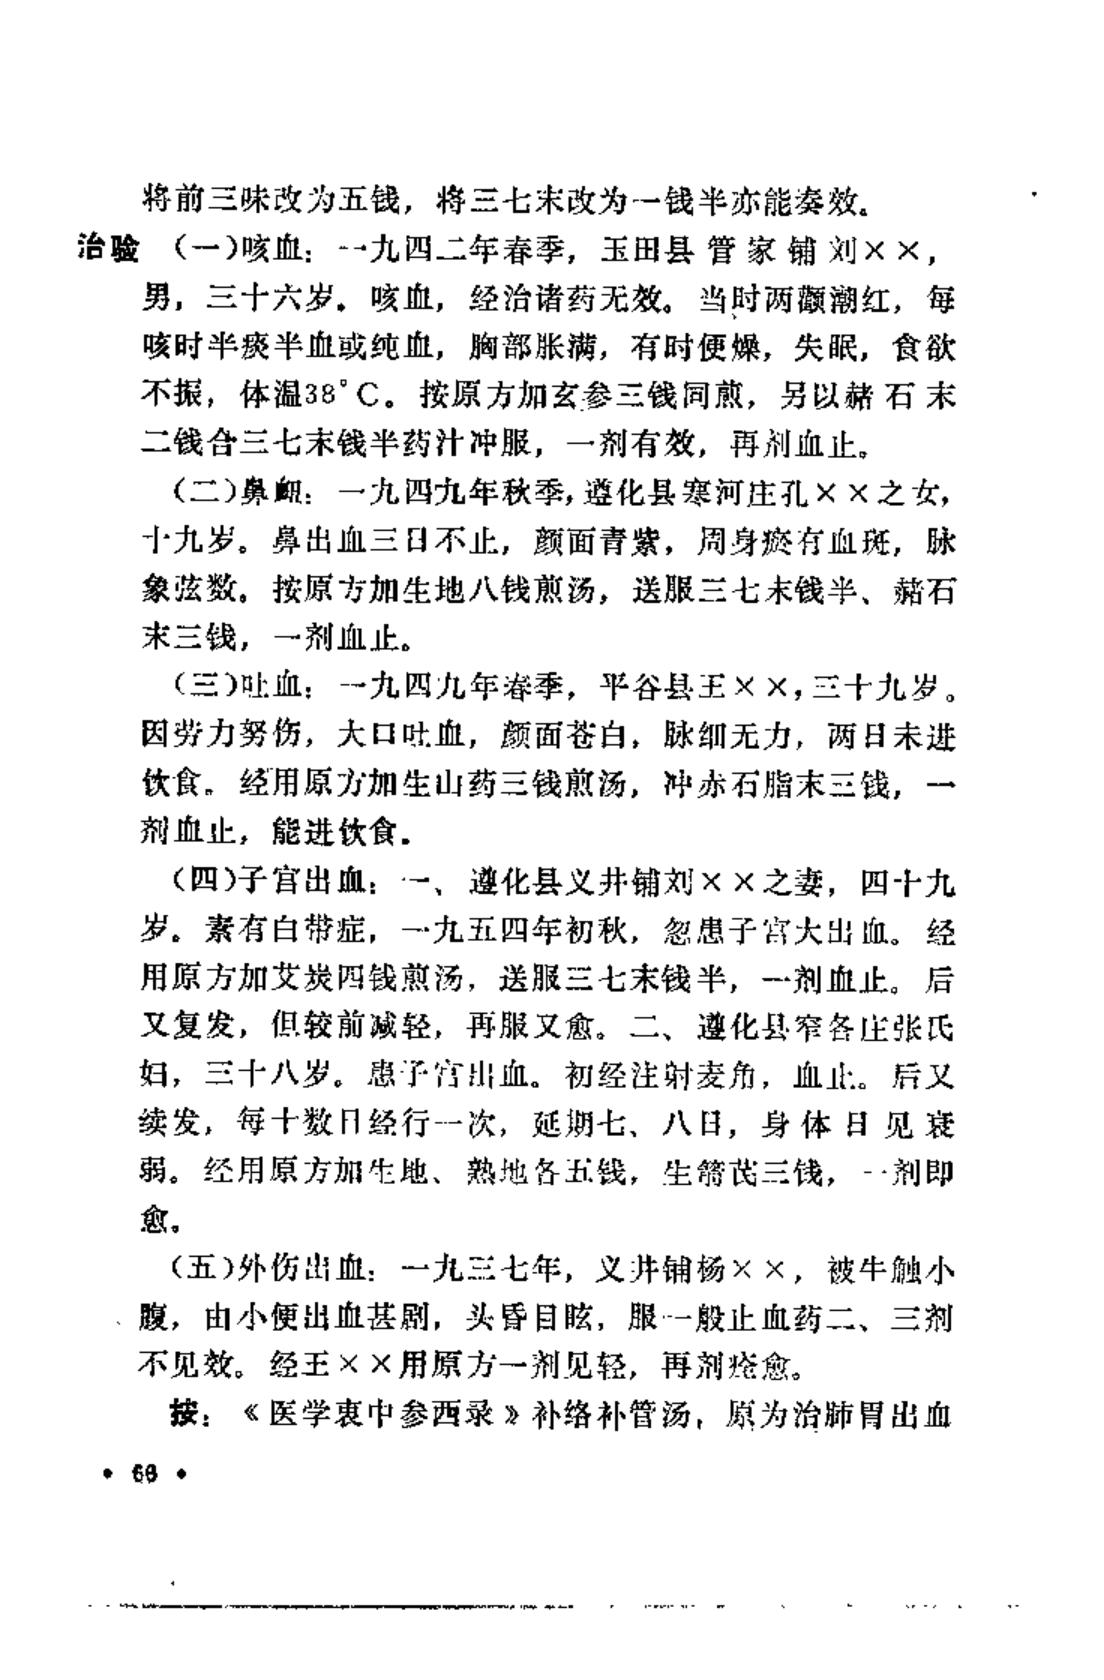 将前三味改为五钱，将三七末改为一钱半亦能奏效。
治验 （一）咳血：一九四二年春季，玉田县管家铺刘××，
男，三十六岁。咳血，经治诸药无效。当时两颧潮红，每
咳时半痰半血或纯血，胸部胀满，有时便燥，失眠，食欲
不振，体温38°C。按原方加玄参三钱同煎，另以赭石末
二钱合三七末钱半药汁冲服，一剂有效，再剂血止。
（二）鼻衄：一九四九年秋季，遵化县寒河庄孔××之女，
十九岁。鼻出血三日不止，颜面青紫，周身瘀有血斑，脉
象弦数。按原方加生地八钱煎汤，送服三七末钱半、赭石
末三钱，一剂血止。
（三）吐血：一九四九年春季，平谷县王××，三十九岁。
因劳力努伤，大口吐血，颜面苍白，脉细无力，两日未进
饮食。经用原方加生山药三钱煎汤，冲赤石脂末三钱，一
剂血止，能进饮食。
（四）子宫出血：一、遵化县义井铺刘××之妻，四十九
岁。素有白带症，一九五四年初秋，忽患子宫大出血。经
用原方加艾炭四钱煎汤，送服三七末钱半，一剂血止。后
又复发，但较前减轻，再服又愈。二、遵化县窄各庄张氏
妇，三十八岁。患子宫出血。初经注射麦角，血止。后又
续发，每十数日经行一次，延期七、八日，身体日见衰
弱。经用原方加生地、熟地各五钱，生箭芪三钱，一剂即
愈。
（五）外伤出血：一九三七年，义井铺杨××，被牛触小
腹，由小便出血甚剧，头昏目眩，服一般止血药二、三剂
不见效。经王××用原方一剂见轻，再剂痊愈。
按：《医学衷中参西录》补络补管汤，原为治肺胃出血